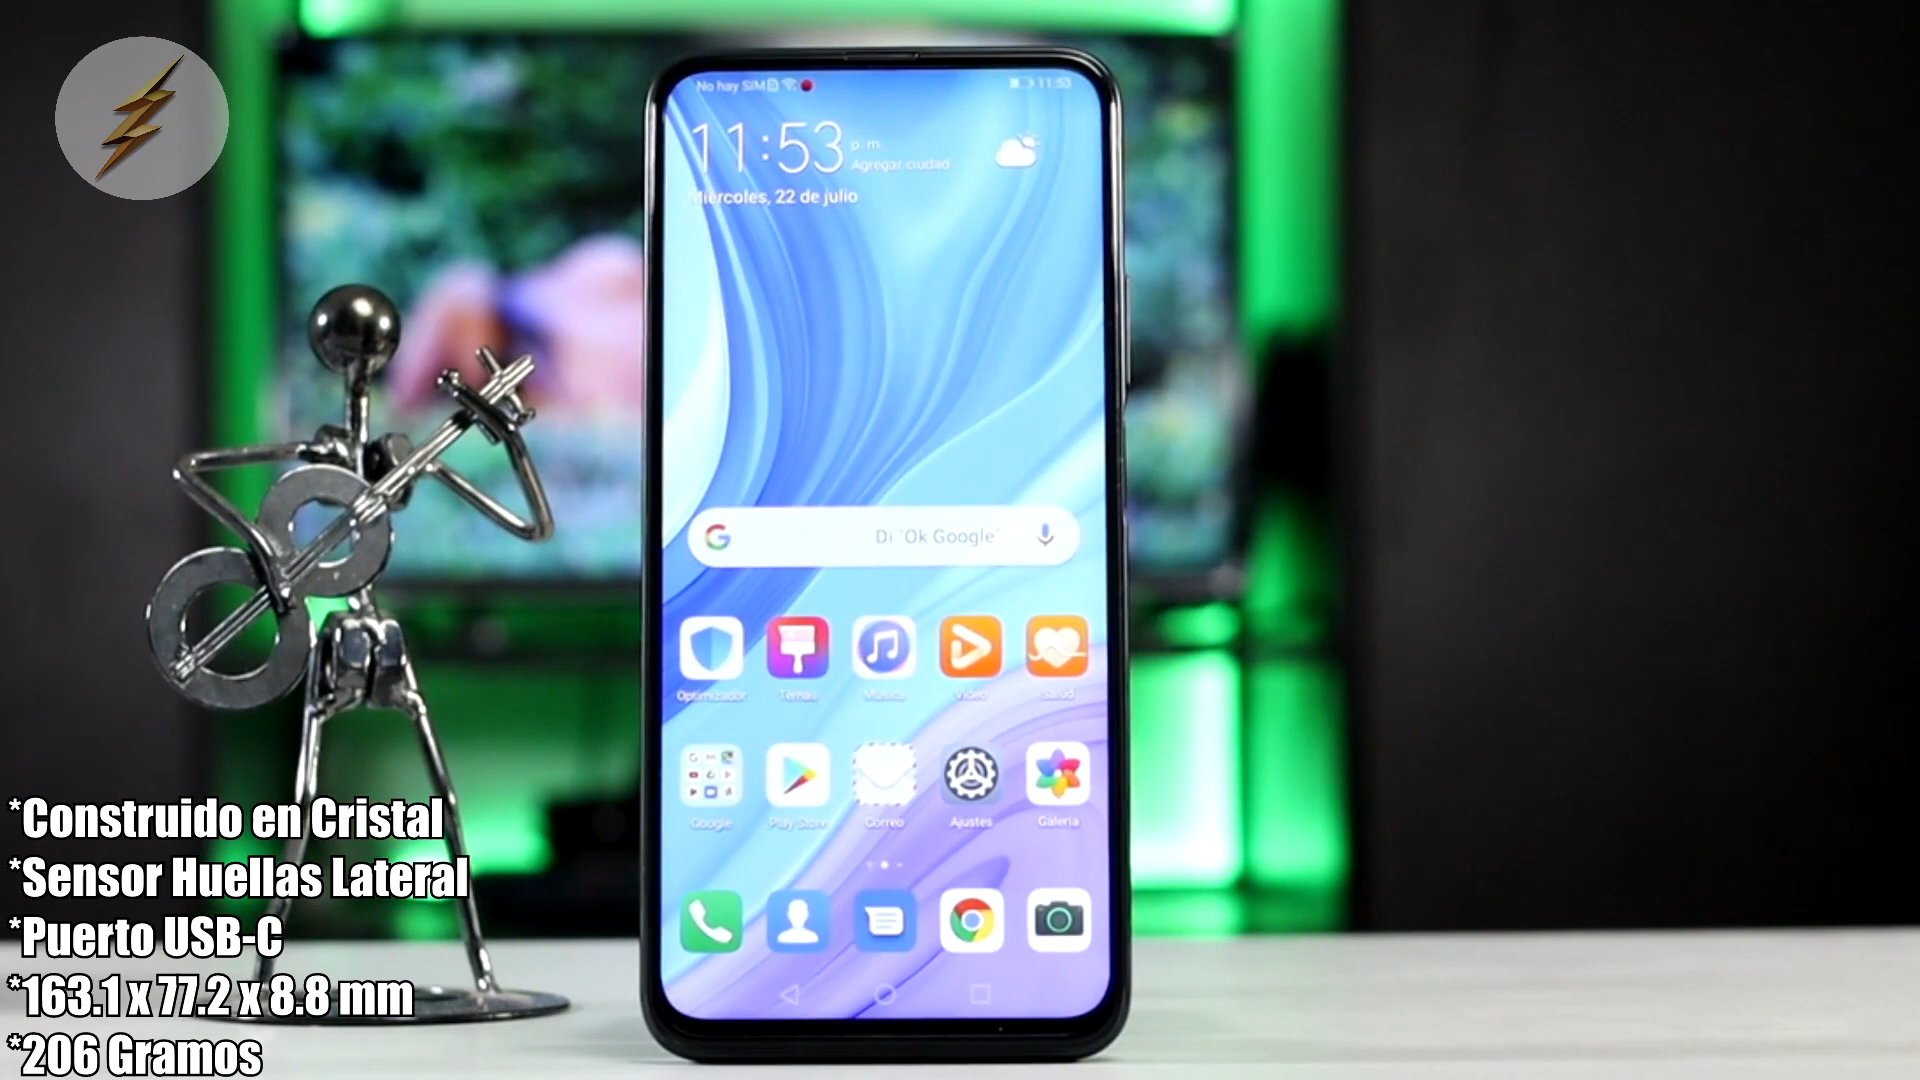 No hay SIM
11:53
11:53 p. m.
Agregar ciudad
Miércoles, 22 de julio
G Di "Ok Google"
Optimizador Temas Música Video Salud
Google Play Store Correo Ajustes Galería
*Construido en Cristal
*Sensor Huellas Lateral
*Puerto USB-C
*163.1 x 77.2 x 8.8 mm
*206 Gramos